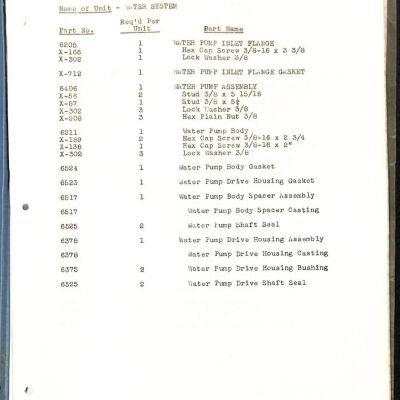 Name of Unit - WATER SYSTEM
Req'd Per
Part No. Unit Part Name
6205 1 WATER PUMP INLET FLANGE
X-166 1 Hex Cap Screw 3/8-16 x 3 3/8
X-302 1 Lock Washer 3/8
X-712 1 WATER PUMP INLET FLANGE GASKET
6406 1 WATER PUMP ASSEMBLY
X-56 2 Stud 3/8 x 5 15/16
X-57 1 Stud 3/8 x 5¼
X-302 3 Lock Washer 3/8
X-208 3 Hex Plain Nut 3/8
6211 1 Water Pump Body
X-189 2 Hex Cap Screw 3/8-16 x 2 3/4
X-138 1 Hex Cap Screw 3/8-16 x 2"
X-302 3 Lock Washer 3/8
6524 1 Water Pump Body Gasket
6523 1 Water Pump Drive Housing Gasket
6517 1 Water Pump Body Spacer Assembly
6517 Water Pump Body Spacer Casting
6525 2 Water Pump Shaft Seal
6378 1 Water Pump Drive Housing Assembly
6378 Water Pump Drive Housing Casting
6375 2 Water Pump Drive Housing Bushing
6525 2 Water Pump Drive Shaft Seal